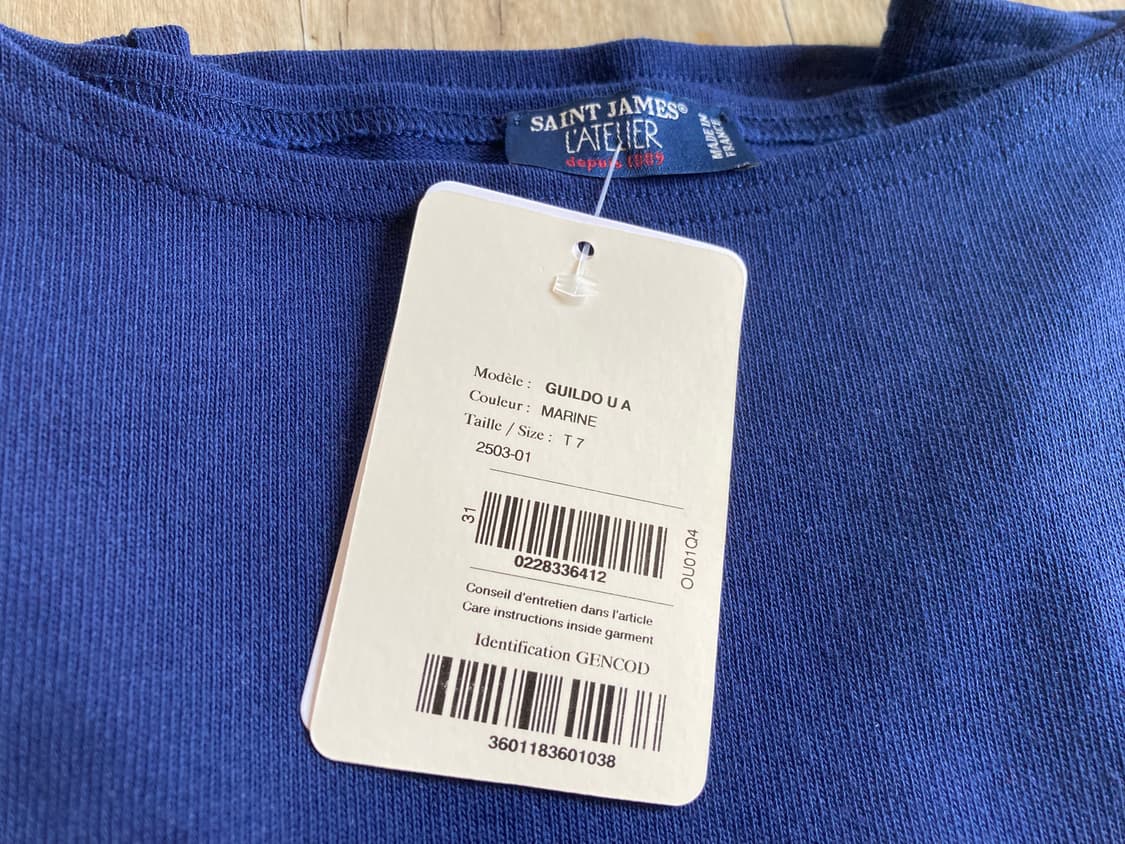 SAINT JAMES®
L'ATELIER
depuis 1889
MADE IN
FRANCE
Modèle : GUILDO U A
Couleur : MARINE
Taille / Size : T 7
2503-01
31
0228336412
OU01Q4
Conseil d'entretien dans l'article
Care instructions inside garment
Identification GENCOD
3601183601038